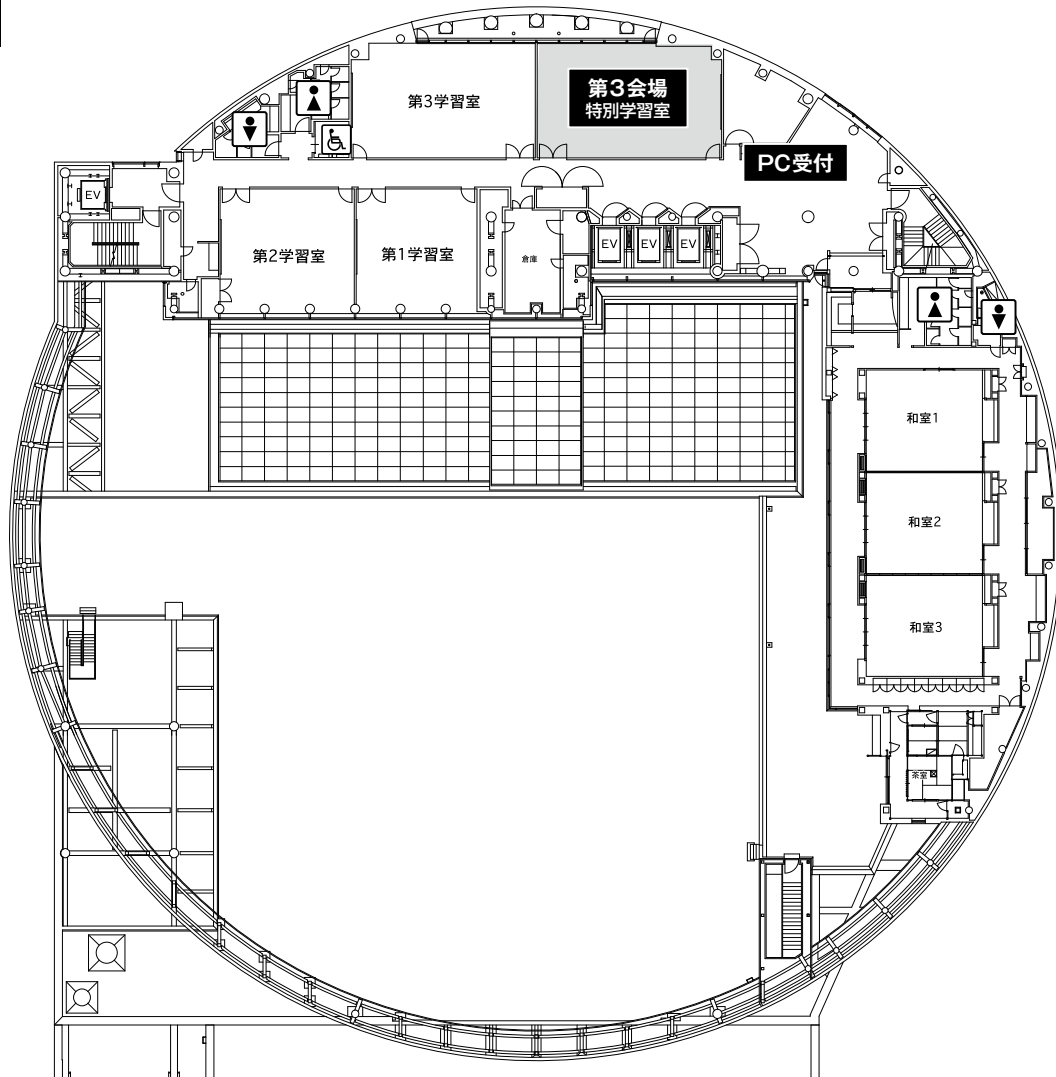 第3学習室
第3会場
特別学習室
PC受付
EV
第2学習室
第1学習室
倉庫
EV
EV
EV
和室1
和室2
和室3
茶室